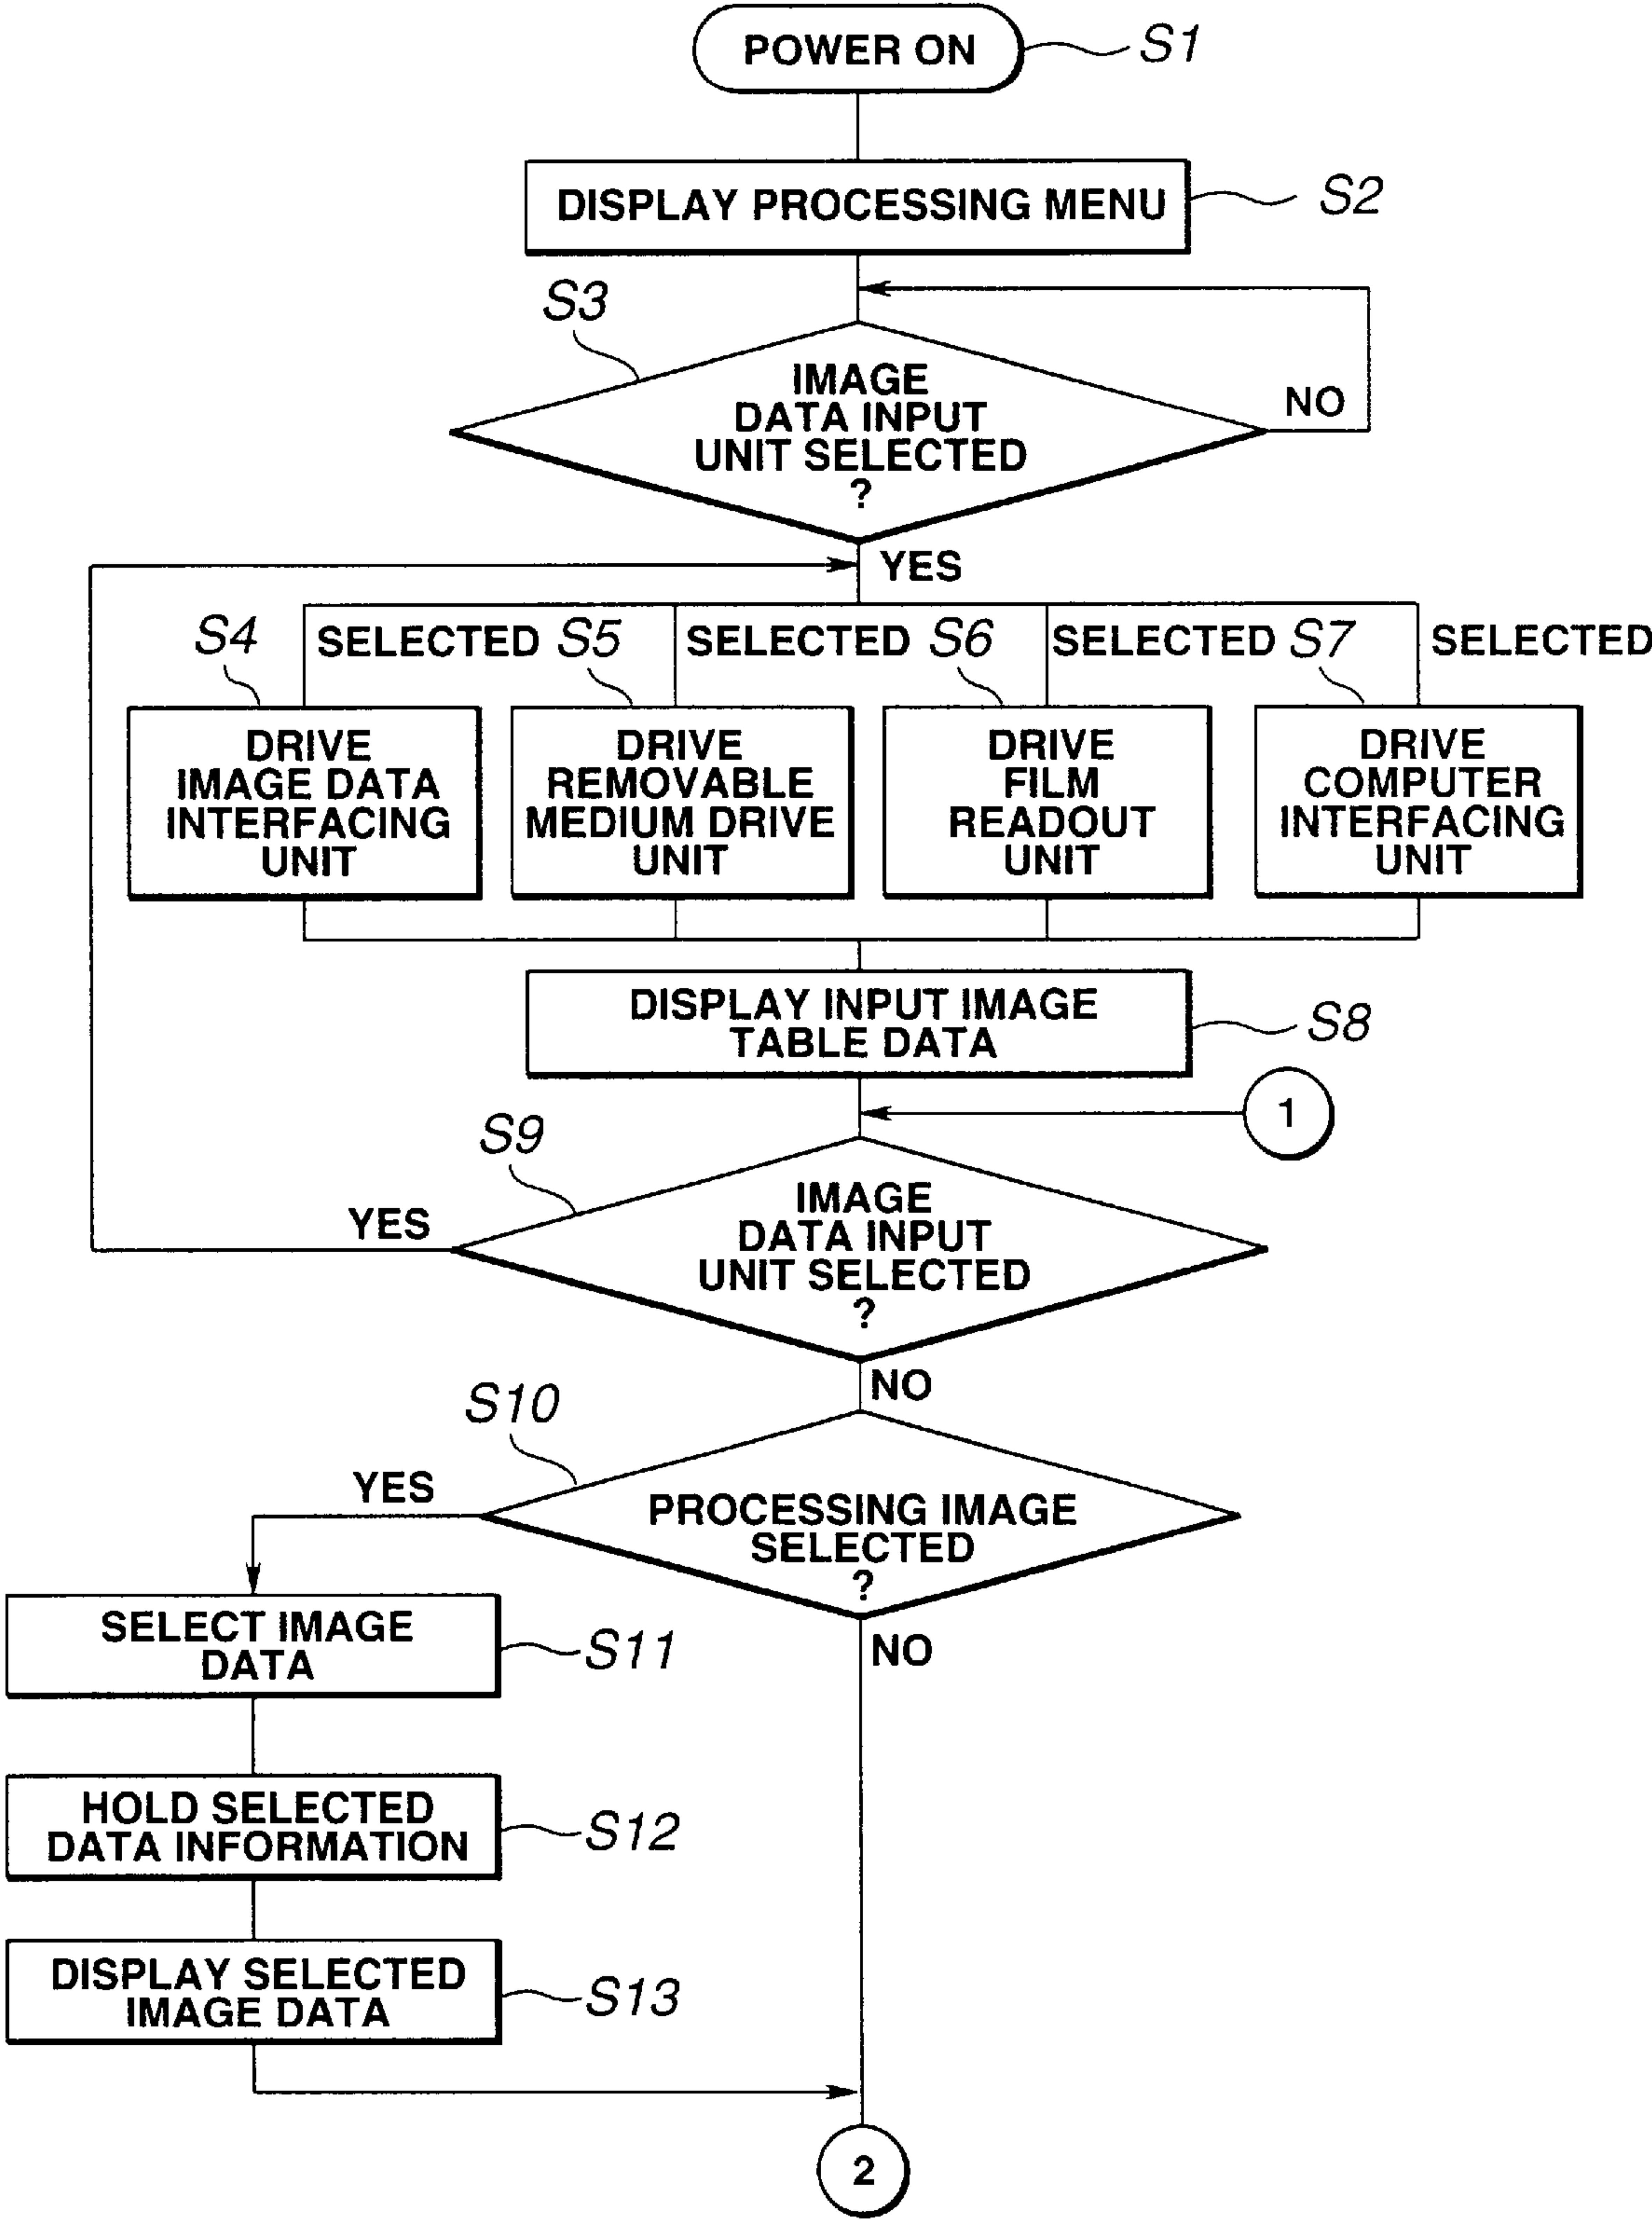 POWER ON
S1
DISPLAY PROCESSING MENU
S2
S3
IMAGE
DATA INPUT
UNIT SELECTED
?
NO
YES
S4
SELECTED
S5
SELECTED
S6
SELECTED
S7
SELECTED
DRIVE
IMAGE DATA
INTERFACING
UNIT
DRIVE
REMOVABLE
MEDIUM DRIVE
UNIT
DRIVE
FILM
READOUT
UNIT
DRIVE
COMPUTER
INTERFACING
UNIT
DISPLAY INPUT IMAGE
TABLE DATA
S8
1
S9
IMAGE
DATA INPUT
UNIT SELECTED
?
YES
NO
S10
PROCESSING IMAGE
SELECTED
?
YES
NO
SELECT IMAGE
DATA
S11
HOLD SELECTED
DATA INFORMATION
S12
DISPLAY SELECTED
IMAGE DATA
S13
2